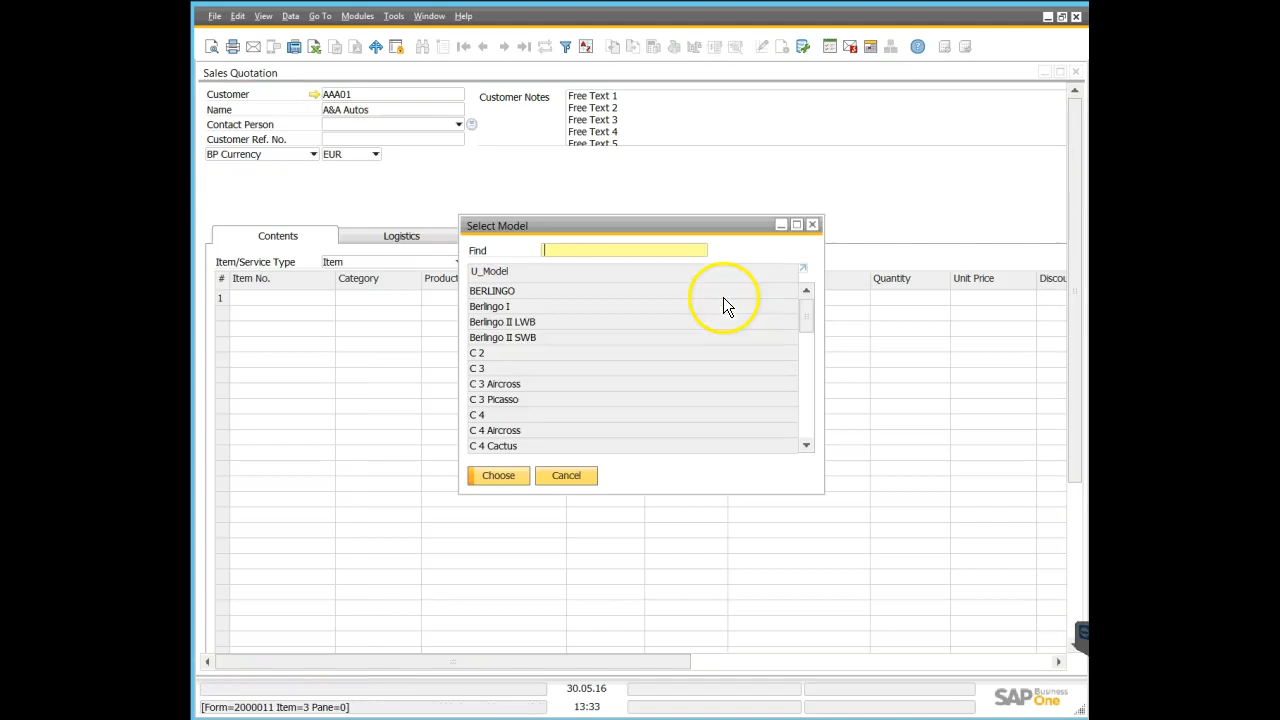 File Edit View Data Go To Modules Tools Window Help
Sales Quotation
Customer AAA01
Name A&A Autos
Contact Person
Customer Ref. No.
BP Currency EUR
Customer Notes
Free Text 1
Free Text 2
Free Text 3
Free Text 4
Free Text 5
Contents Logistics
Item/Service Type Item
# Item No. Category Product Quantity Unit Price Discou
1
Select Model
Find
U_Model
BERLINGO
Berlingo I
Berlingo II LWB
Berlingo II SWB
C 2
C 3
C 3 Aircross
C 3 Picasso
C 4
C 4 Aircross
C 4 Cactus
Choose Cancel
30.05.16
[Form=2000011 Item=3 Pane=0] 13:33
SAP Business One